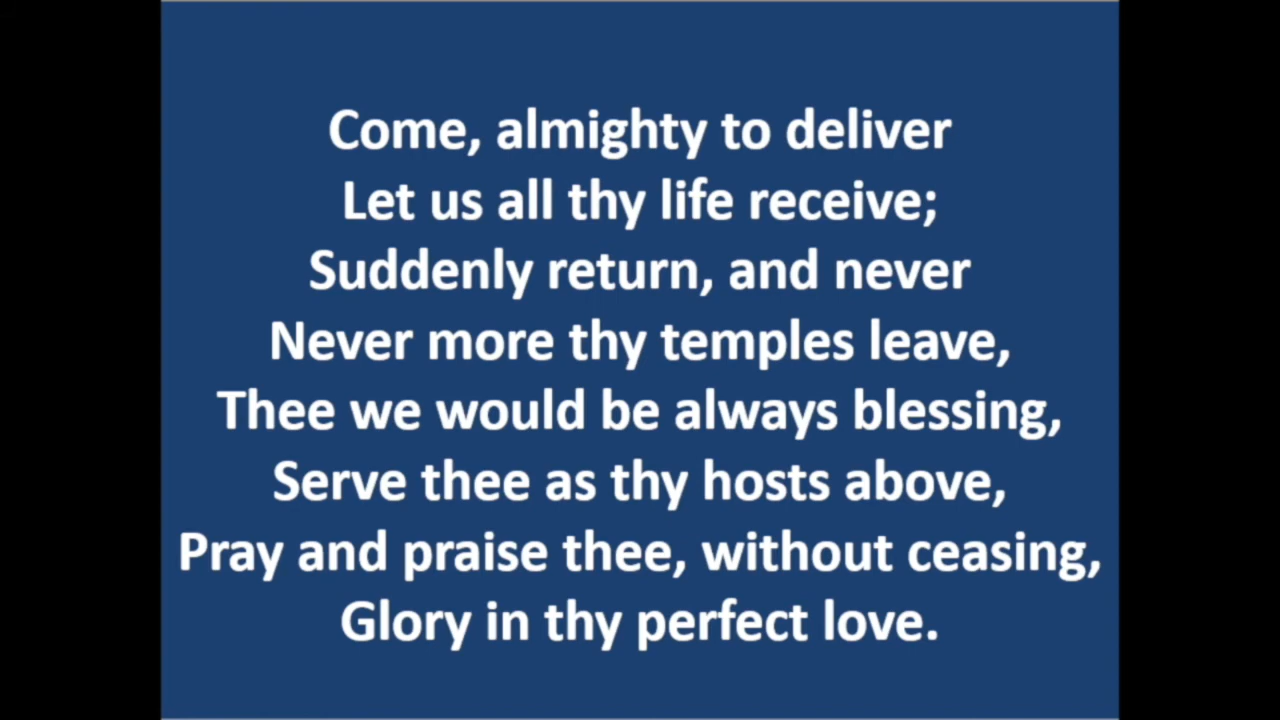 Come, almighty to deliver
Let us all thy life receive;
Suddenly return, and never
Never more thy temples leave,
Thee we would be always blessing,
Serve thee as thy hosts above,
Pray and praise thee, without ceasing,
Glory in thy perfect love.